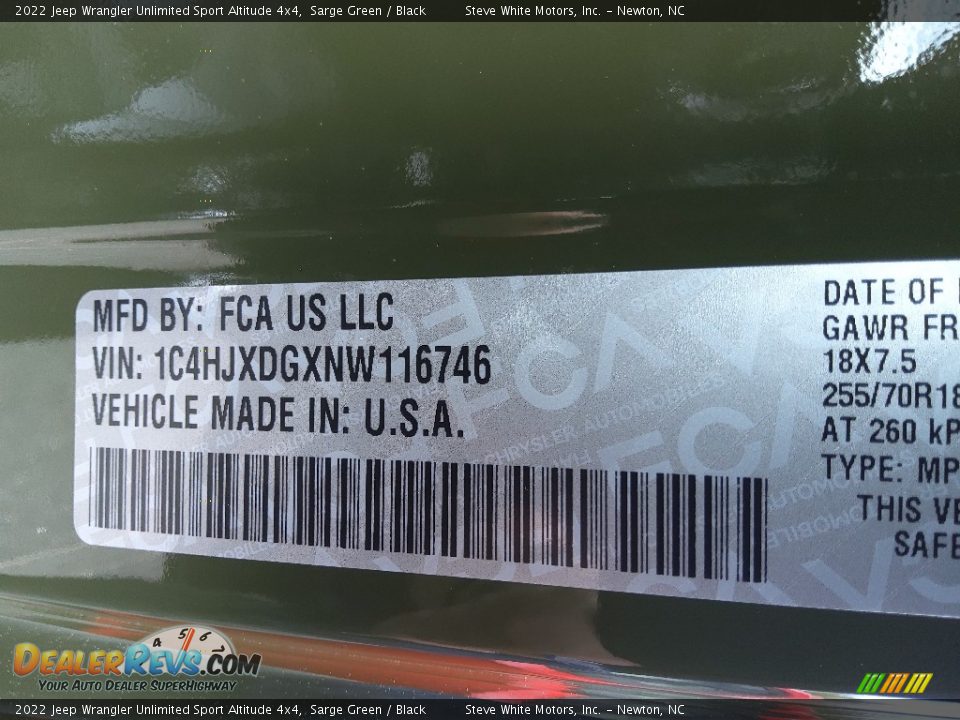 2022 Jeep Wrangler Unlimited Sport Altitude 4x4, Sarge Green / Black Steve White Motors, Inc. - Newton, NC
MFD BY: FCA US LLC
VIN: 1C4HJXDGXNW116746
VEHICLE MADE IN: U.S.A.
DATE OF
GAWR FR
18X7.5
255/70R18
AT 260 kP
TYPE: MP
THIS VE
SAFE
4 5 6
DealerRevs.com
Your Auto Dealer SuperHighway
2022 Jeep Wrangler Unlimited Sport Altitude 4x4, Sarge Green / Black Steve White Motors, Inc. - Newton, NC